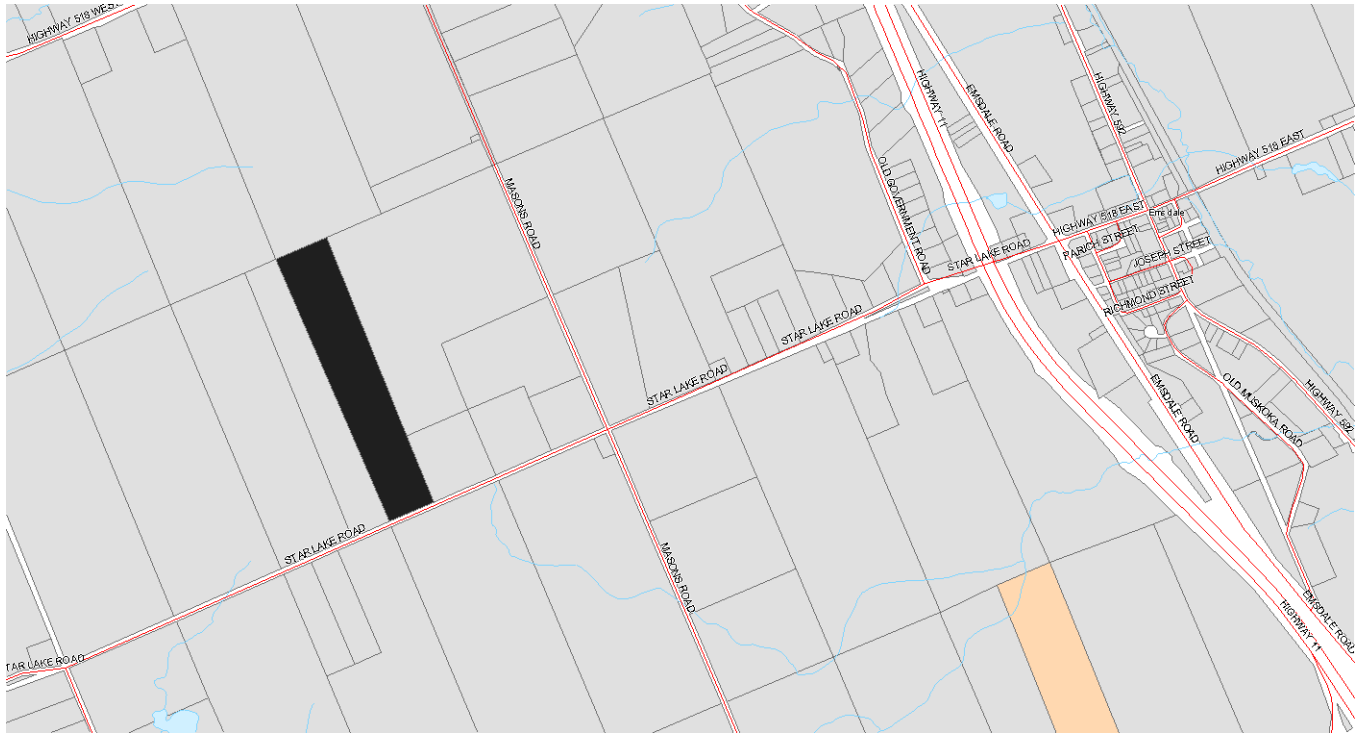 HIGHWAY 518 WEST
HIGHWAY 11
EMSDALE ROAD
HIGHWAY 592
HIGHWAY 518 EAST
OLD GOVERNMENT ROAD
MASONS ROAD
Emsdale
HIGHWAY 518 EAST
PARICH STREET
STAR LAKE ROAD
JOSEPH STREET
RICHMOND STREET
STAR LAKE ROAD
STAR LAKE ROAD
EMSDALE ROAD
OLD MUSKOKA ROAD
HIGHWAY 592
STAR LAKE ROAD
MASONS ROAD
HIGHWAY 11
EMSDALE ROAD
TAR LAKE ROAD